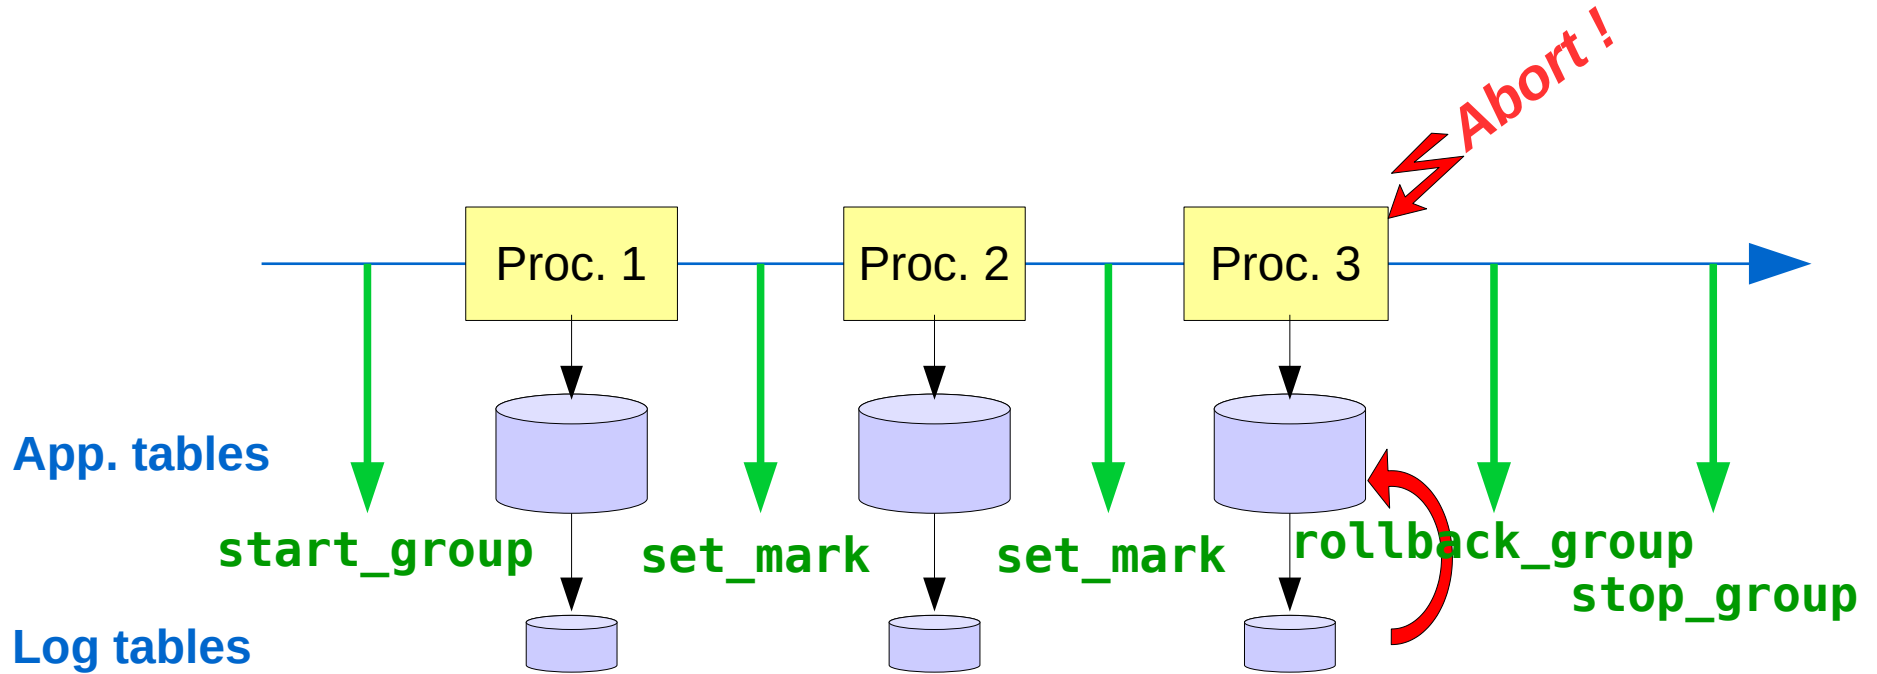 Abort !
Proc. 1
Proc. 2
Proc. 3
App. tables
start_group
set_mark
set_mark
rollback_group
stop_group
Log tables